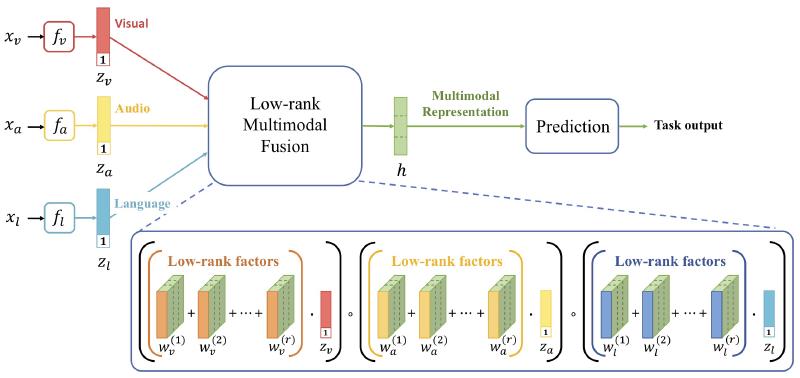 Visual
x_v f_v
1
z_v
Audio
x_a f_a
1
z_a
Language
x_l f_l
1
z_l
Low-rank
Multimodal
Fusion
h
Multimodal
Representation
Prediction
Task output
Low-rank factors
+ + ⋯ + · 1
w_v^(1) w_v^(2) w_v^(r) z_v
∘
Low-rank factors
+ + ⋯ + · 1
w_a^(1) w_a^(2) w_a^(r) z_a
∘
Low-rank factors
+ + ⋯ + · 1
w_l^(1) w_l^(2) w_l^(r) z_l